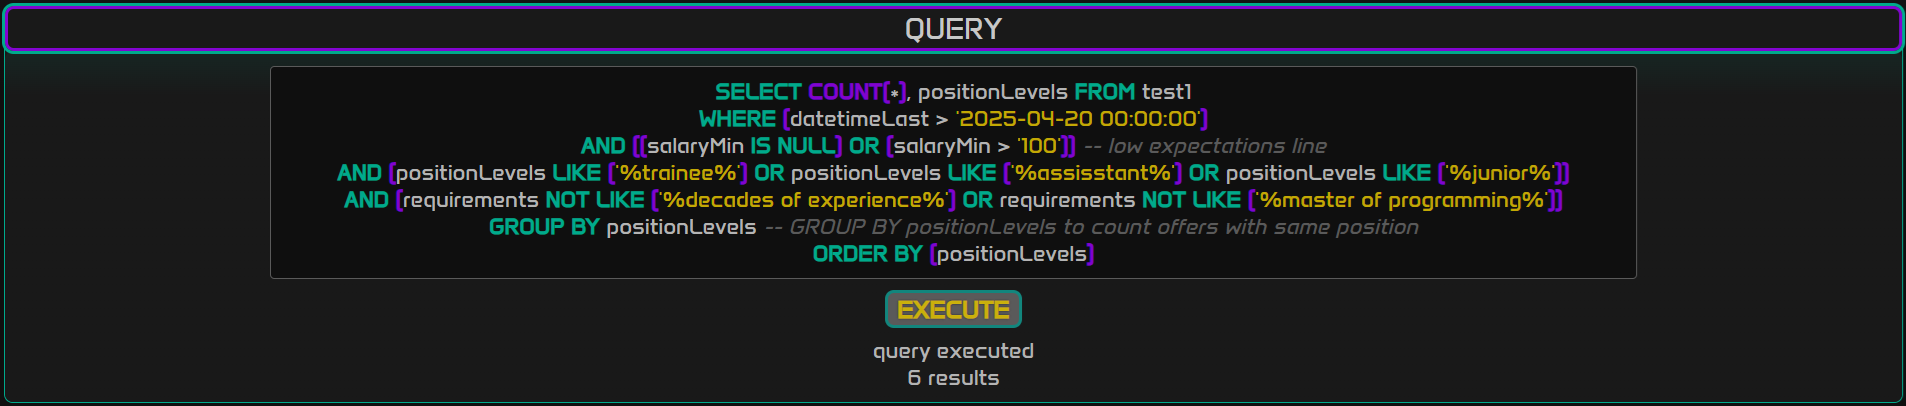 QUERY
SELECT COUNT(*), positionLevels FROM test1
WHERE (datetimeLast > '2025-04-20 00:00:00')
AND ((salaryMin IS NULL) OR (salaryMin > '100')) -- low expectations line
AND (positionLevels LIKE ('%trainee%') OR positionLevels LIKE ('%assisstant%') OR positionLevels LIKE ('%junior%'))
AND (requirements NOT LIKE ('%decades of experience%') OR requirements NOT LIKE ('%master of programming%'))
GROUP BY positionLevels -- GROUP BY positionLevels to count offers with same position
ORDER BY (positionLevels)
EXECUTE
query executed
6 results